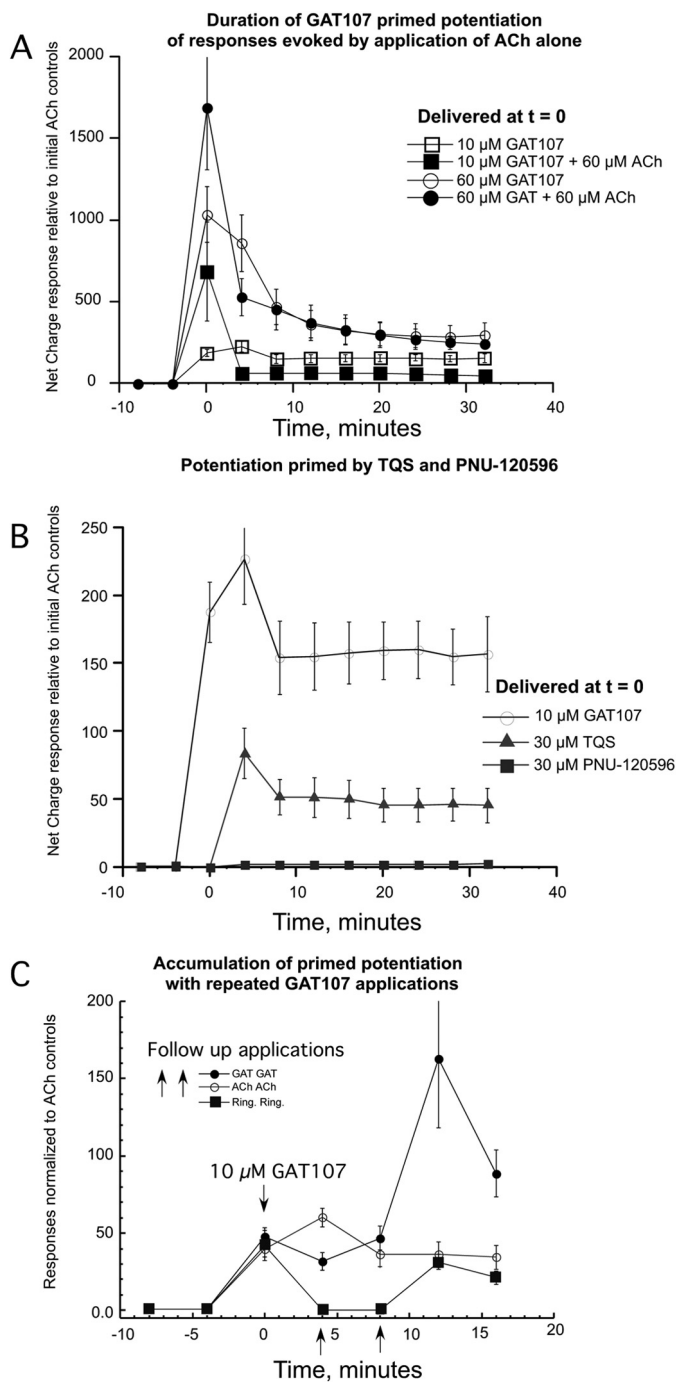 A
Duration of GAT107 primed potentiation
of responses evoked by application of ACh alone
Net Charge response relative to initial ACh controls
2000
1500
1000
500
0
Delivered at t = 0
10 µM GAT107
10 µM GAT107 + 60 µM ACh
60 µM GAT107
60 µM GAT + 60 µM ACh
-10 0 10 20 30 40
Time, minutes
Potentiation primed by TQS and PNU-120596
B
Net Charge response relative to initial ACh controls
250
200
150
100
50
0
Delivered at t = 0
10 µM GAT107
30 µM TQS
30 µM PNU-120596
-10 0 10 20 30 40
Time, minutes
C
Accumulation of primed potentiation
with repeated GAT107 applications
Responses normalized to ACh controls
200
150
100
50
0.0
Follow up applications
GAT GAT
ACh ACh
Ring. Ring.
10 µM GAT107
-10 -5 0 5 10 15 20
Time, minutes